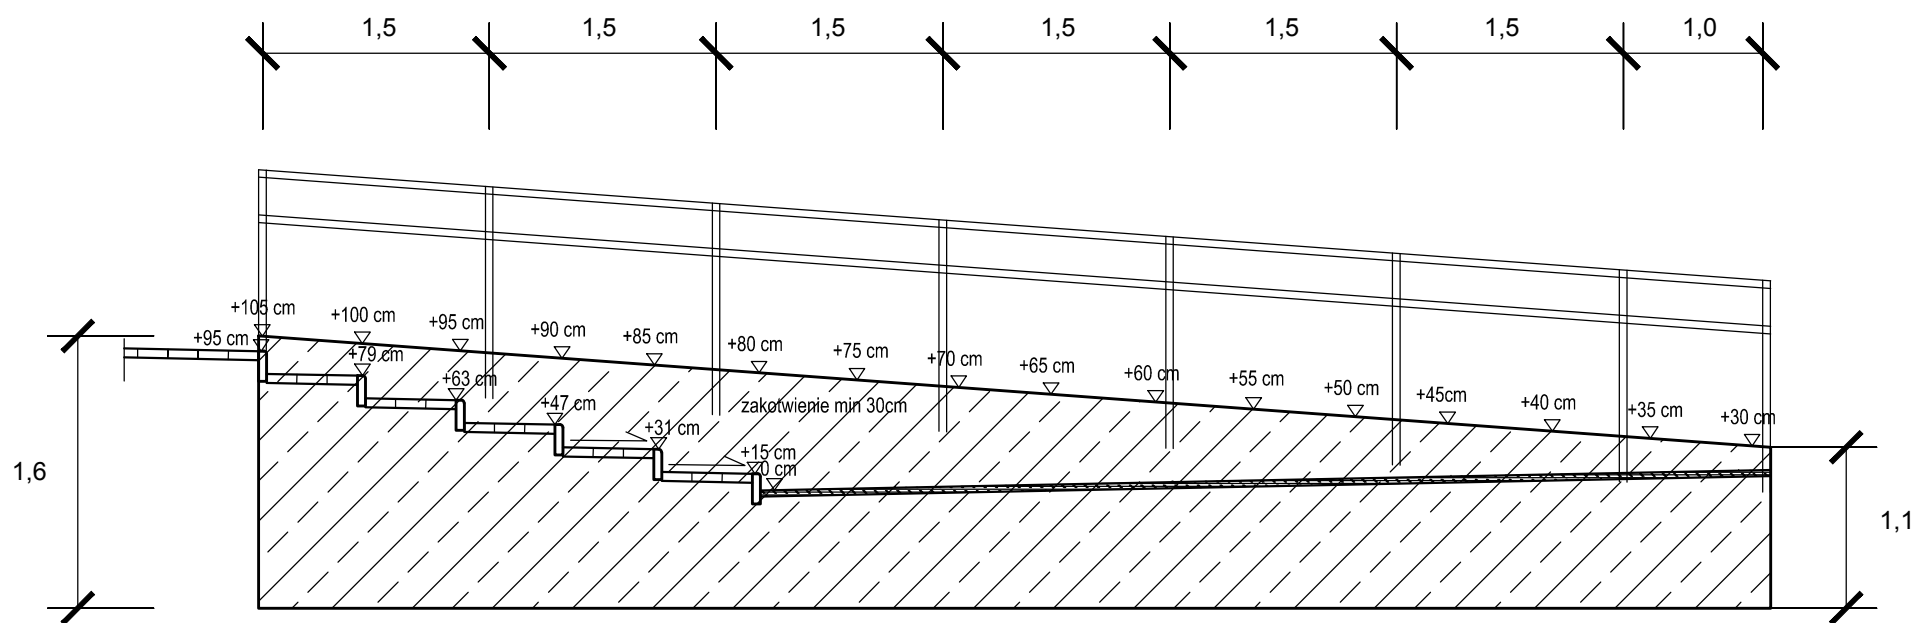 1,5 1,5 1,5 1,5 1,5 1,5 1,0
+105 cm
+100 cm
+95 cm
+90 cm
+85 cm
+80 cm
+75 cm
+70 cm
+65 cm
+60 cm
+55 cm
+50 cm
+45cm
+40 cm
+35 cm
+30 cm
+95 cm
+79 cm
+63 cm
+47 cm
+31 cm
+15 cm
0 cm
zakotwienie min 30cm
1,6
1,1